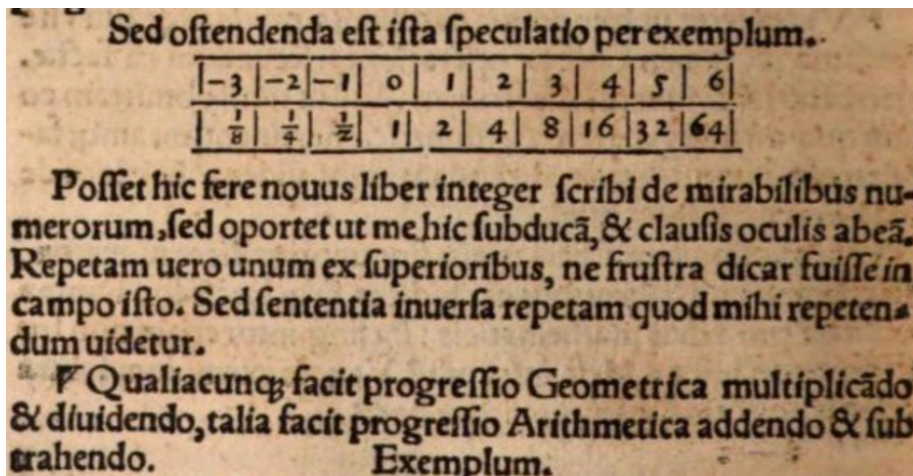 Sed oſtendenda eſt iſta ſpeculatio per exemplum.
|-3|-2|-1| 0| 1| 2| 3| 4| 5| 6|
| 1/8| 1/4| 1/2| 1| 2| 4| 8| 16| 32| 64|
Poſſet hic fere nouus liber integer ſcribi de mirabilibus nu-
merorum, ſed oportet ut me hic ſubducā, & clauſis oculis abeā.
Repetam uero unum ex ſuperioribus, ne fruſtra dicar fuiſſe in
campo iſto. Sed ſententia inuerſa repetam quod mihi repeten-
dum uidetur.
Qualiacunqꝫ facit progreſſio Geometrica multiplicādo
& diuidendo, talia facit progreſſio Arithmetica addendo & ſub
trahendo. Exemplum.